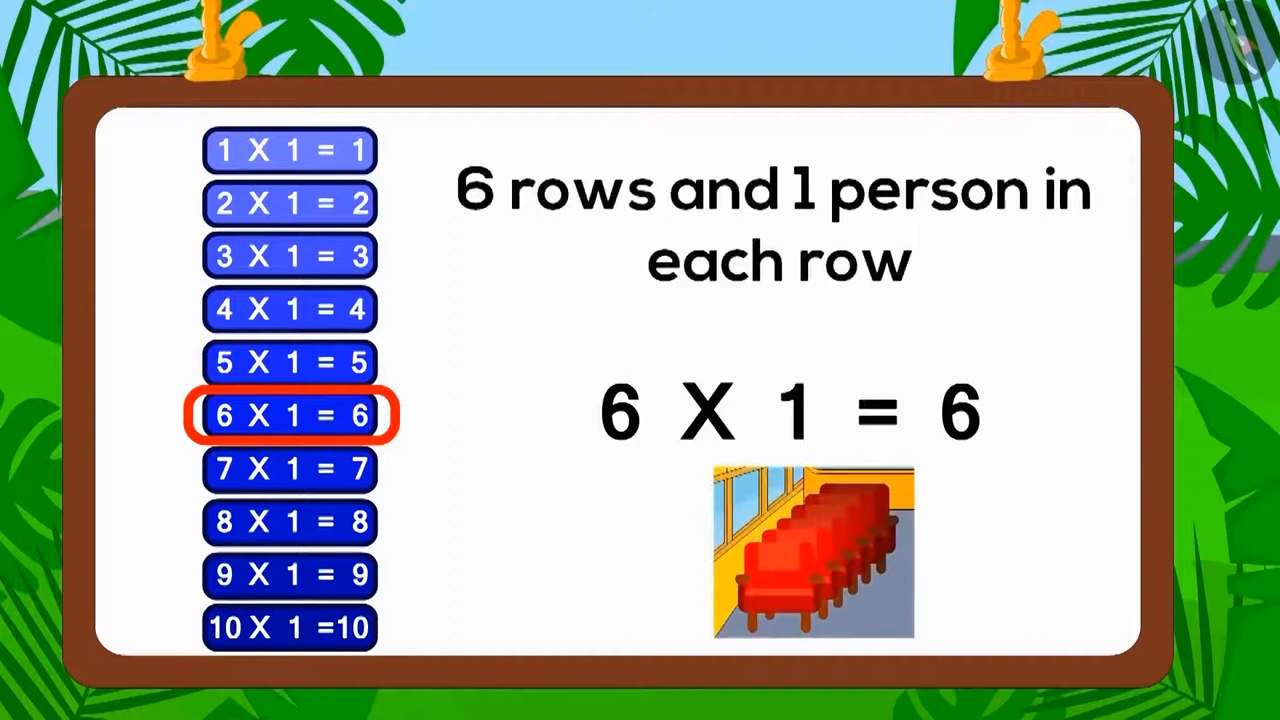 1 X 1 = 1
2 X 1 = 2
3 X 1 = 3
4 X 1 = 4
5 X 1 = 5
6 X 1 = 6
7 X 1 = 7
8 X 1 = 8
9 X 1 = 9
10 X 1 =10
6 rows and 1 person in
each row
6 X 1 = 6